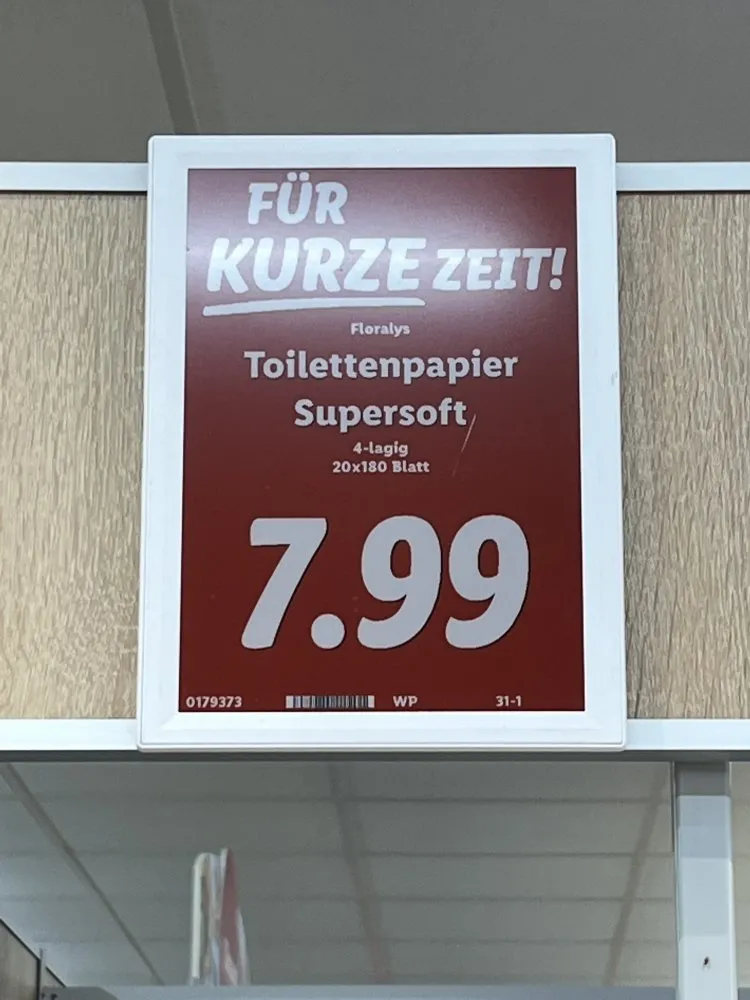 FÜR
KURZE ZEIT!
Floralys
Toilettenpapier
Supersoft
4-lagig
20x180 Blatt
7.99
0179373 WP 31-1